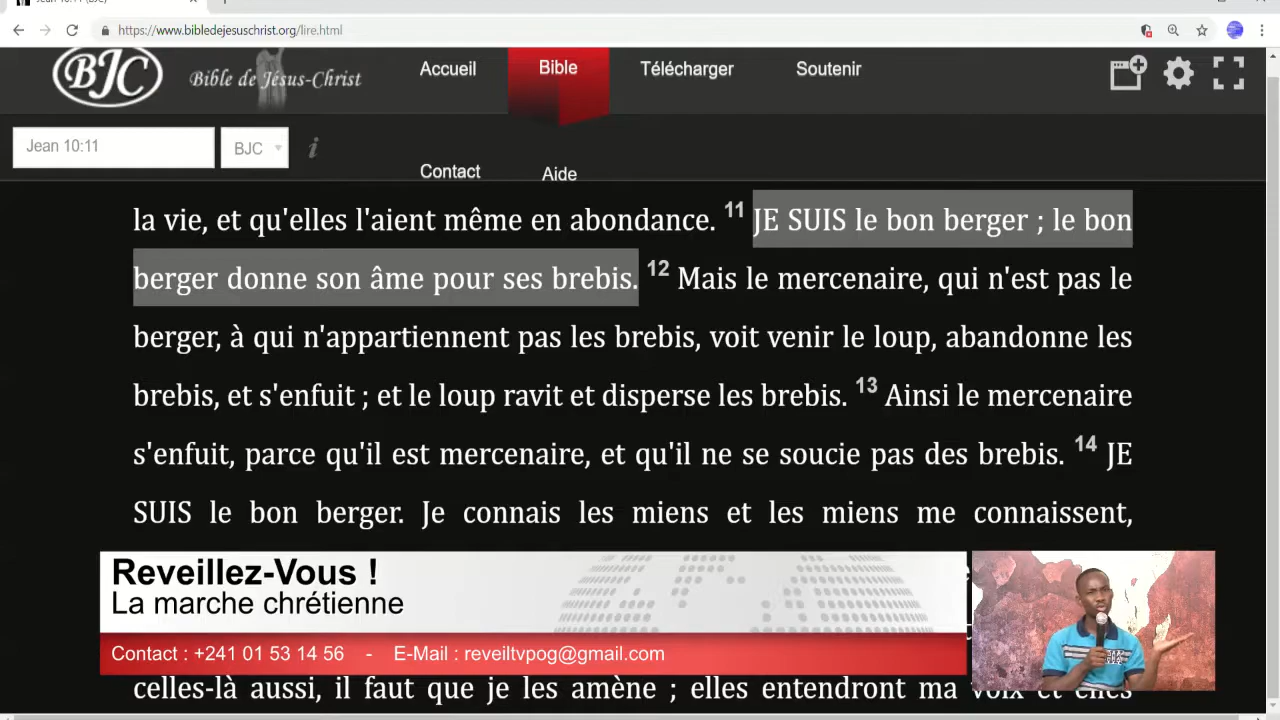 Jean 10:11 (BJC)
https://www.bibledejesuschrist.org/lire.html
BJC
Bible de Jésus-Christ
Accueil
Bible
Télécharger
Soutenir
Jean 10:11
BJC
i
Contact
Aide
la vie, et qu'elles l'aient même en abondance. 11 JE SUIS le bon berger ; le bon
berger donne son âme pour ses brebis. 12 Mais le mercenaire, qui n'est pas le
berger, à qui n'appartiennent pas les brebis, voit venir le loup, abandonne les
brebis, et s'enfuit ; et le loup ravit et disperse les brebis. 13 Ainsi le mercenaire
s'enfuit, parce qu'il est mercenaire, et qu'il ne se soucie pas des brebis. 14 JE
SUIS le bon berger. Je connais les miens et les miens me connaissent,
Reveillez-Vous !
La marche chrétienne
Contact : +241 01 53 14 56 - E-Mail : reveiltvpog@gmail.com
celles-là aussi, il faut que je les amène ; elles entendront ma voix et elles